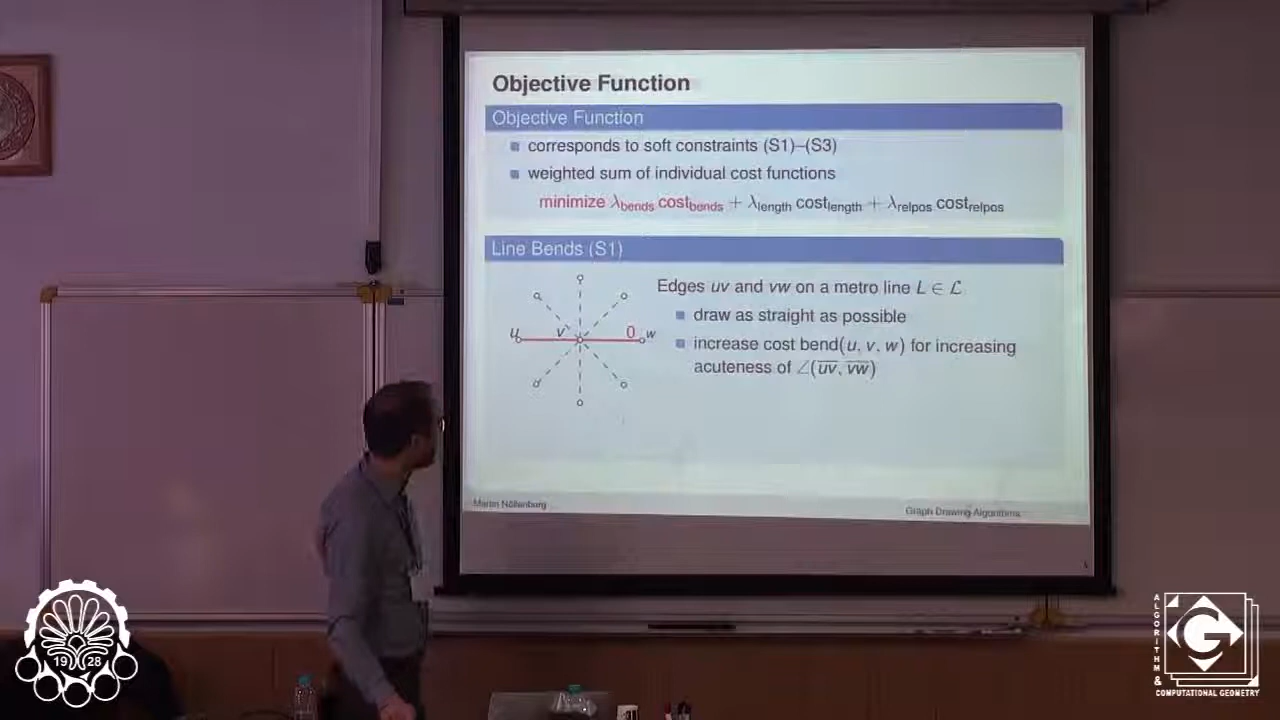 Objective Function
Objective Function
corresponds to soft constraints (S1)–(S3)
weighted sum of individual cost functions
minimize λbends costbends + λlength costlength + λrelpos costrelpos
Line Bends (S1)
Edges uv and vw on a metro line L ∈ ℒ
draw as straight as possible
increase cost bend(u, v, w) for increasing
acuteness of ∠(u̅v̅, v̅w̅)
u v 0 w
Martin Nöllenburg
Graph Drawing Algorithms
19 28
ALGORITHM &
G
COMPUTATIONAL GEOMETRY